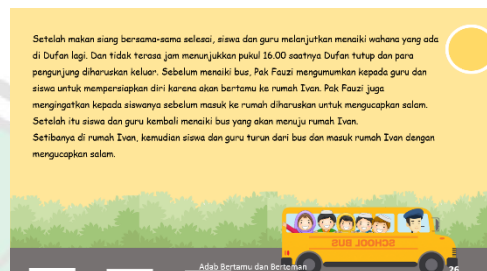 Setelah makan siang bersama-sama selesai, siswa dan guru melanjutkan menaiki wahana yang ada
di Dufan lagi. Dan tidak terasa jam menunjukkan pukul 16.00 saatnya Dufan tutup dan para
pengunjung diharuskan keluar. Sebelum menaiki bus, Pak Fauzi mengumumkan kepada guru dan
siswa untuk mempersiapkan diri karena akan bertamu ke rumah Ivan. Pak Fauzi juga
mengingatkan kepada siswanya sebelum masuk ke rumah diharuskan untuk mengucapkan salam.
Setelah itu siswa dan guru kembali menaiki bus yang akan menuju rumah Ivan.
Setibanya di rumah Ivan, kemudian siswa dan guru turun dari bus dan masuk rumah Ivan dengan
mengucapkan salam.
SCHOOL BUS
Adab Bertamu dan Berteman
26